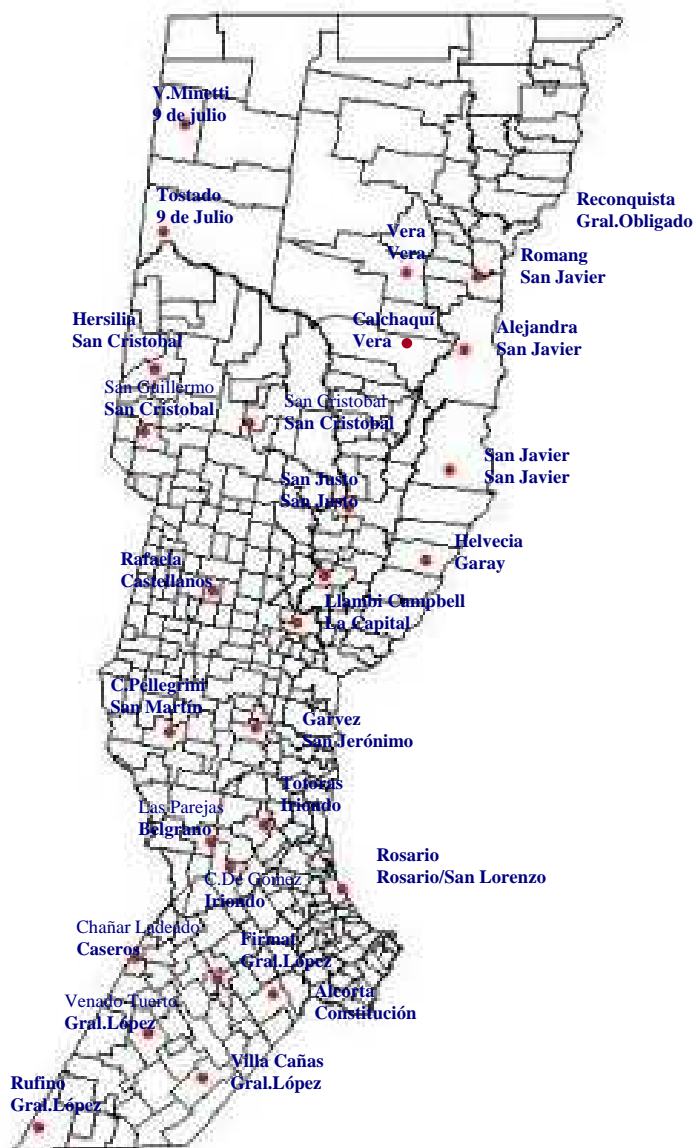 V.Minetti
9 de julio
Tostado
9 de Julio
Reconquista
Gral.Obligado
Vera
Vera
Romang
San Javier
Hersilia
San Cristobal
Calchaquí
Vera
Alejandra
San Javier
San Guillermo
San Cristobal
San Cristobal
San Cristobal
San Javier
San Javier
San Justo
San Justo
Helvecia
Garay
Rafaela
Castellanos
Llambi Campbell
La Capital
C.Pellegrini
San Martín
Garvez
San Jerónimo
Totoras
Iriondo
Las Parejas
Belgrano
Rosario
Rosario/San Lorenzo
C.De Gomez
Iriondo
Chañar Ladeado
Caseros
Firmat
Gral.López
Alcorta
Constitución
Venado Tuerto
Gral.López
Villa Cañas
Gral.López
Rufino
Gral.López